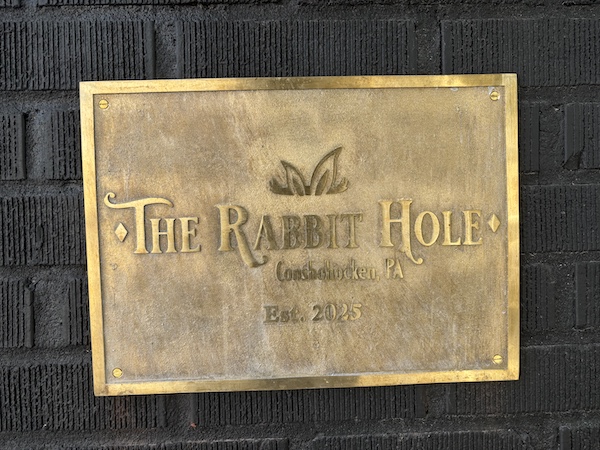 The Rabbit Hole
Conshohocken, PA
Est. 2025